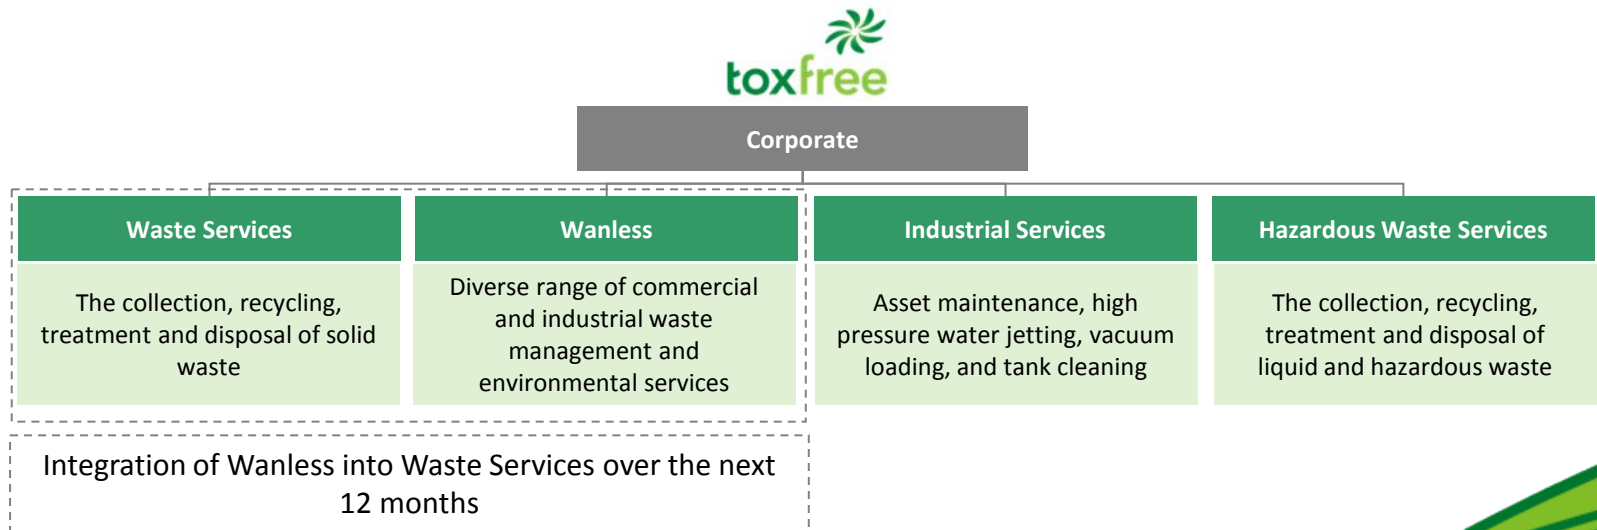 toxfree
Corporate
Waste Services
The collection, recycling,
treatment and disposal of solid
waste
Wanless
Diverse range of commercial
and industrial waste
management and
environmental services
Industrial Services
Asset maintenance, high
pressure water jetting, vacuum
loading, and tank cleaning
Hazardous Waste Services
The collection, recycling,
treatment and disposal of
liquid and hazardous waste
Integration of Wanless into Waste Services over the next
12 months